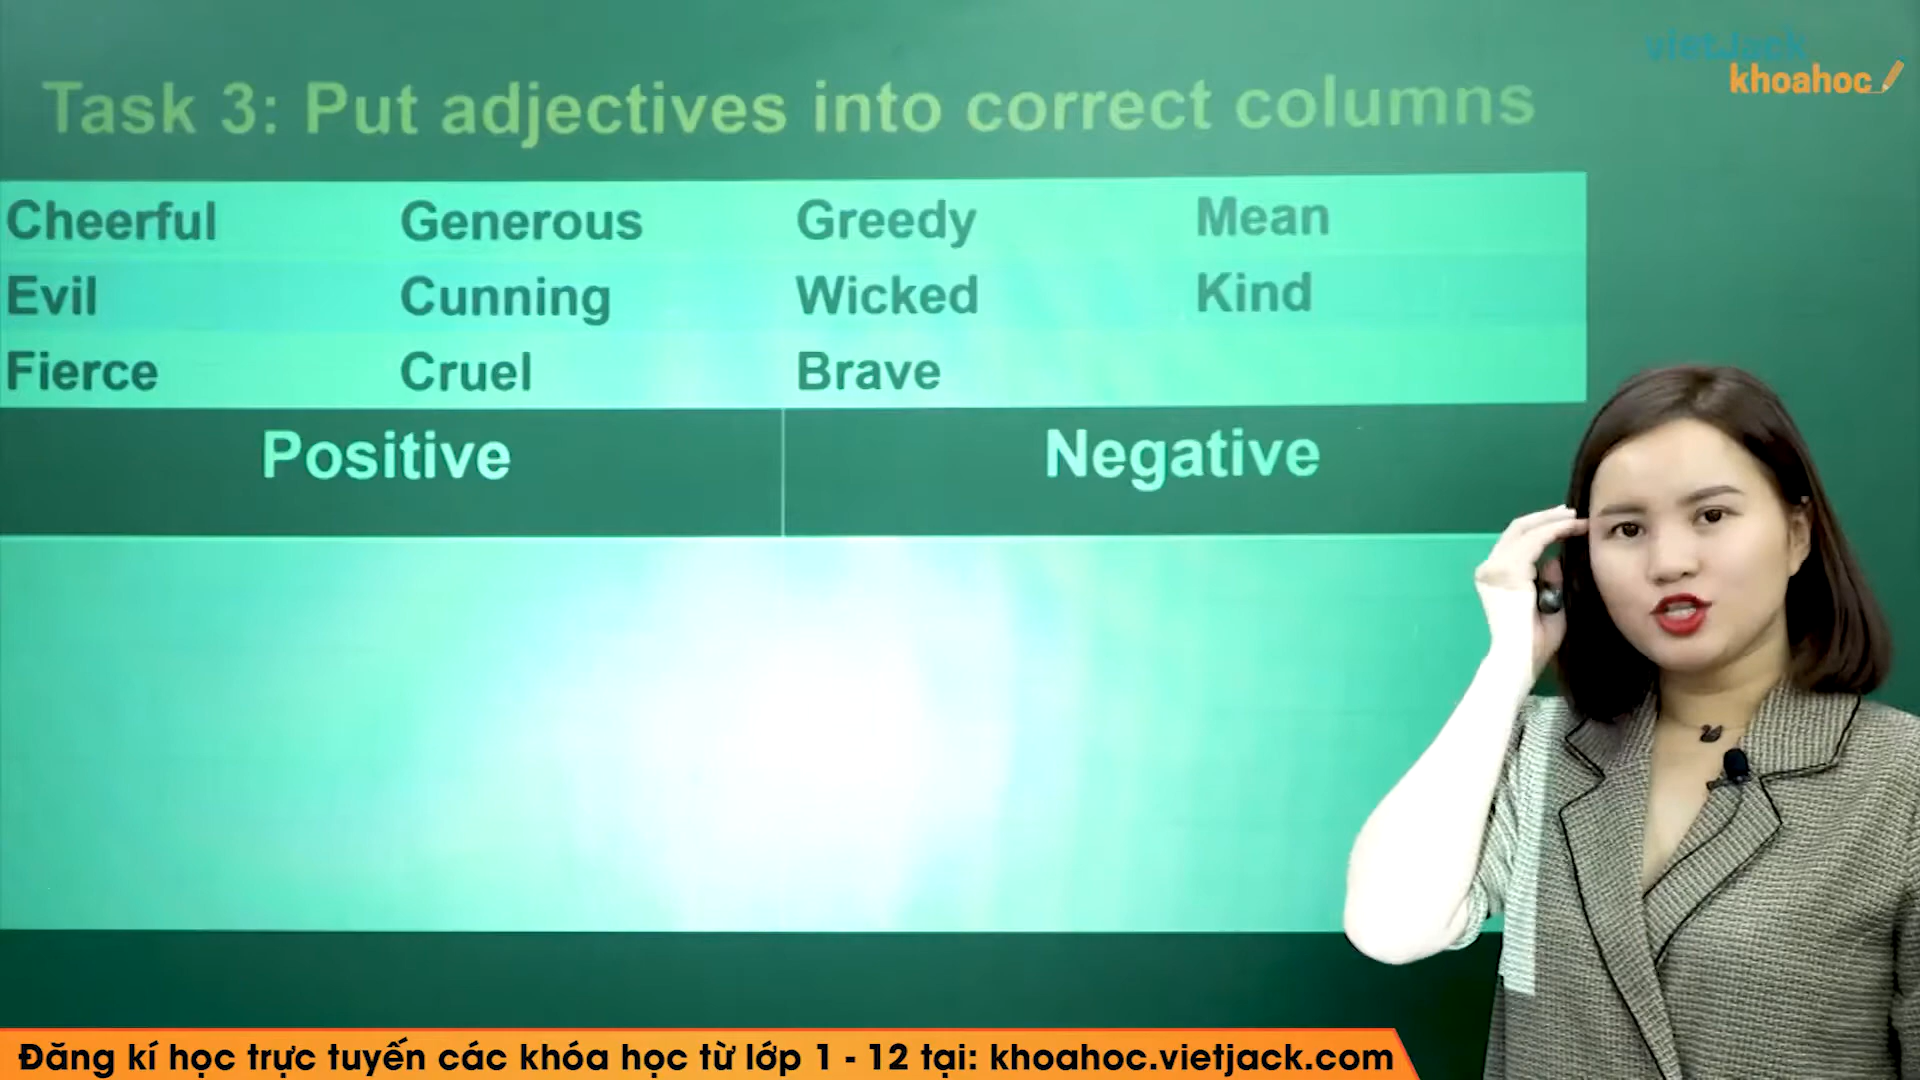 vietJack
khoahoc
Task 3: Put adjectives into correct columns
Cheerful Generous Greedy Mean
Evil Cunning Wicked Kind
Fierce Cruel Brave
Positive Negative
Đăng kí học trực tuyến các khóa học từ lớp 1 - 12 tại: khoahoc.vietjack.com